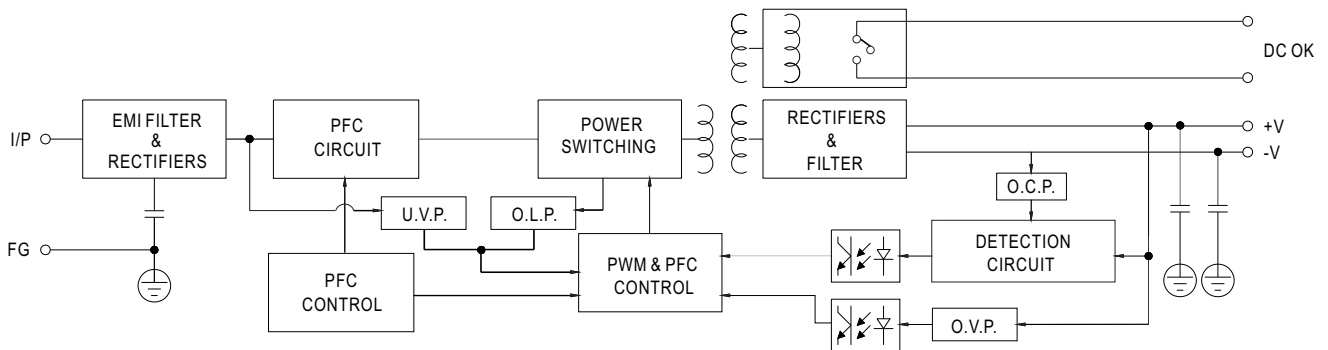 DC OK
I/P
EMI FILTER
&
RECTIFIERS
PFC
CIRCUIT
POWER
SWITCHING
RECTIFIERS
&
FILTER
+V
-V
U.V.P.
O.L.P.
O.C.P.
FG
PFC
CONTROL
PWM & PFC
CONTROL
DETECTION
CIRCUIT
O.V.P.